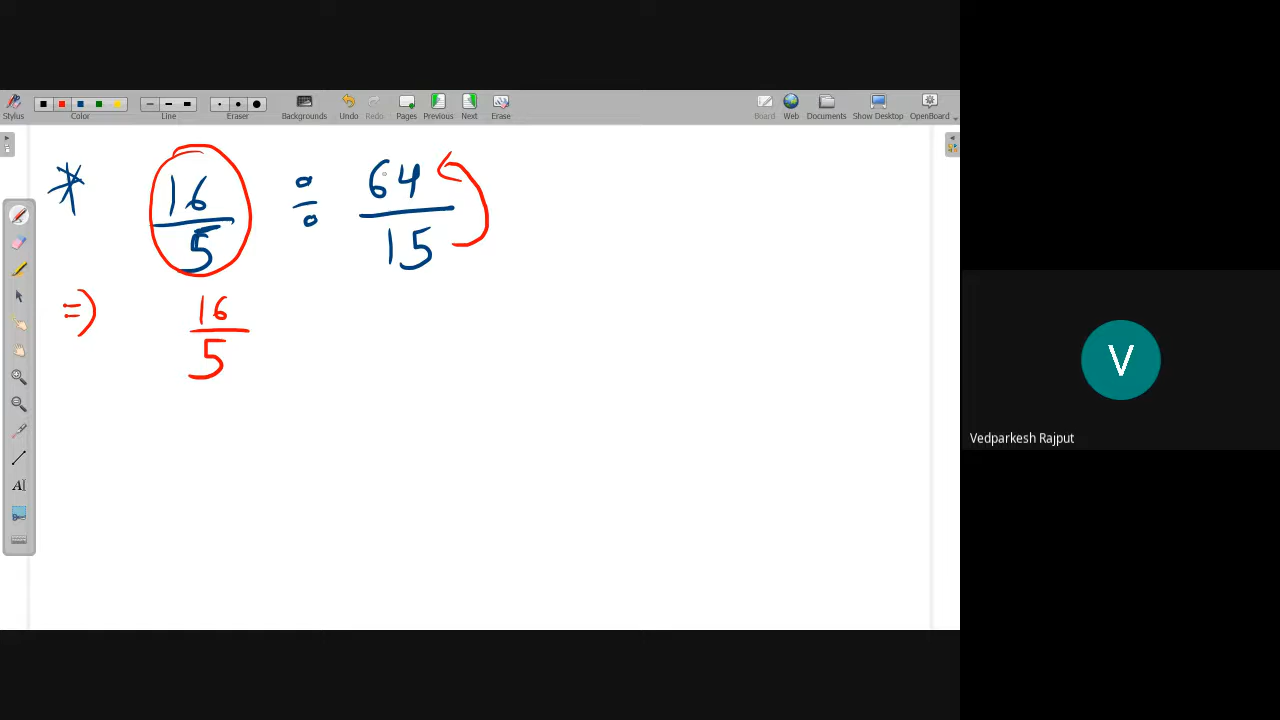 Stylus Color Line Eraser Backgrounds Undo Redo Pages Previous Next Erase Board Web Documents Show Desktop OpenBoard
* 16/5 ÷ 64/15
=) 16/5
AI
V
Vedparkesh Rajput